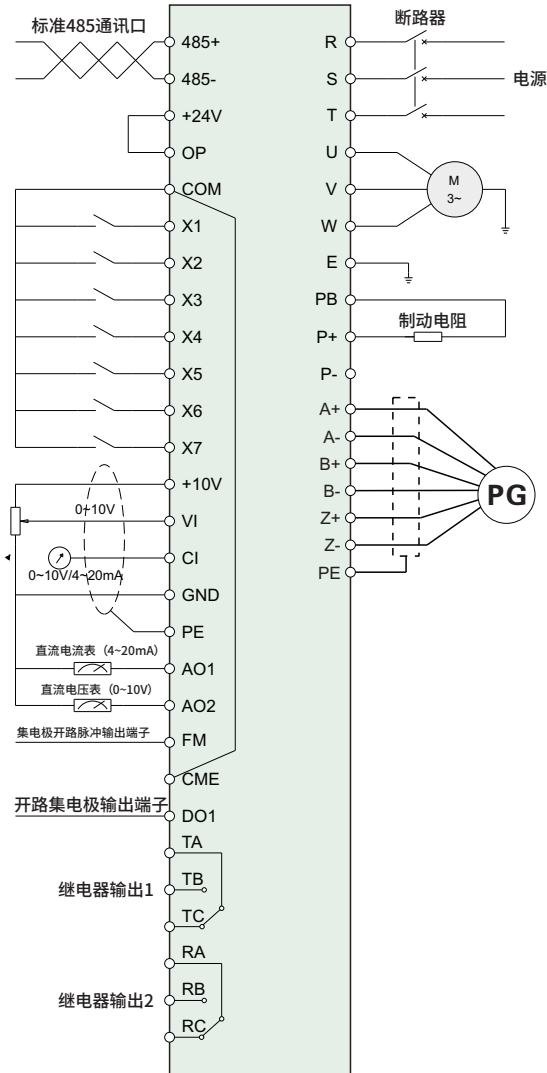 标准485通讯口
485+
485-
+24V
OP
COM
X1
X2
X3
X4
X5
X6
X7
+10V
0~10V
VI
CI
0~10V/4~20mA
GND
PE
直流电流表（4~20mA）
AO1
直流电压表（0~10V）
AO2
集电极开路脉冲输出端子
FM
CME
开路集电极输出端子
DO1
TA
继电器输出1
TB
TC
RA
继电器输出2
RB
RC
断路器
R
S
电源
T
U
V
M
3~
W
E
PB
制动电阻
P+
P-
A+
A-
B+
B-
PG
Z+
Z-
PE